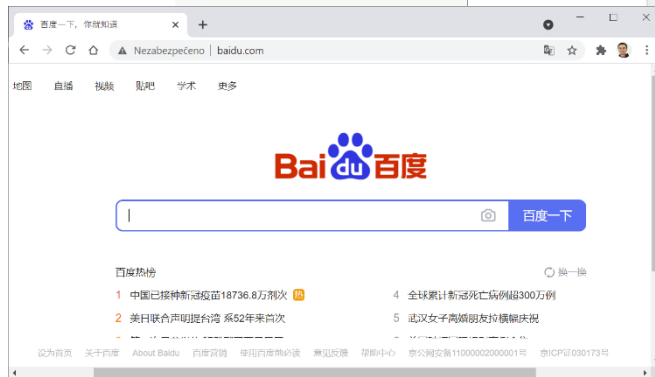 百度一下，你就知道
Nezabezpečeno | baidu.com
地图 直播 视频 贴吧 学术 更多
Bai du 百度
百度一下
百度热榜 换一换
1 中国已接种新冠疫苗18736.8万剂次 热
4 全球累计新冠死亡病例超300万例
2 美日联合声明提台湾 系52年来首次
5 武汉女子离婚朋友拉横幅庆祝
设为首页 关于百度 About Baidu 百度营销 使用百度前必读 意见反馈 帮助中心 京公网安备11000002000001号 京ICP证030173号